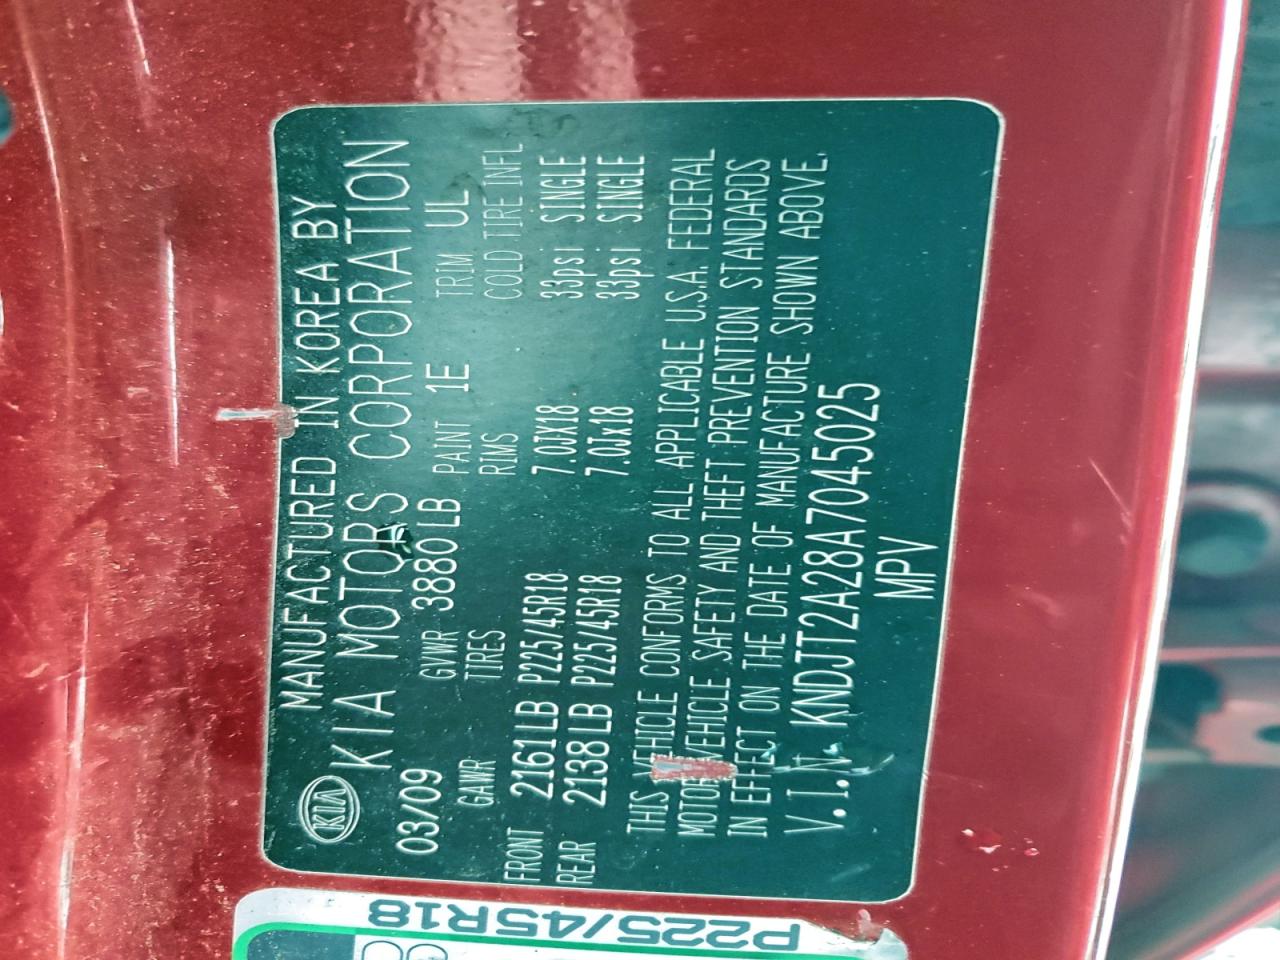 MANUFACTURED IN KOREA BY
KIA KIA MOTORS CORPORATION
03/09 GVWR 3880LB PAINT 1E TRIM UL
GAWR TIRES RIMS COLD TIRE INFL
FRONT 2161LB P225/45R18 7.0JX18 33psi SINGLE
REAR 2138LB P225/45R18 7.0Jx18 33psi SINGLE
THIS VEHICLE CONFORMS TO ALL APPLICABLE U.S.A. FEDERAL
MOTOR VEHICLE SAFETY AND THEFT PREVENTION STANDARDS
IN EFFECT ON THE DATE OF MANUFACTURE SHOWN ABOVE.
V.I.N. KNDJT2A28A7045025
MPV
P225/45R18